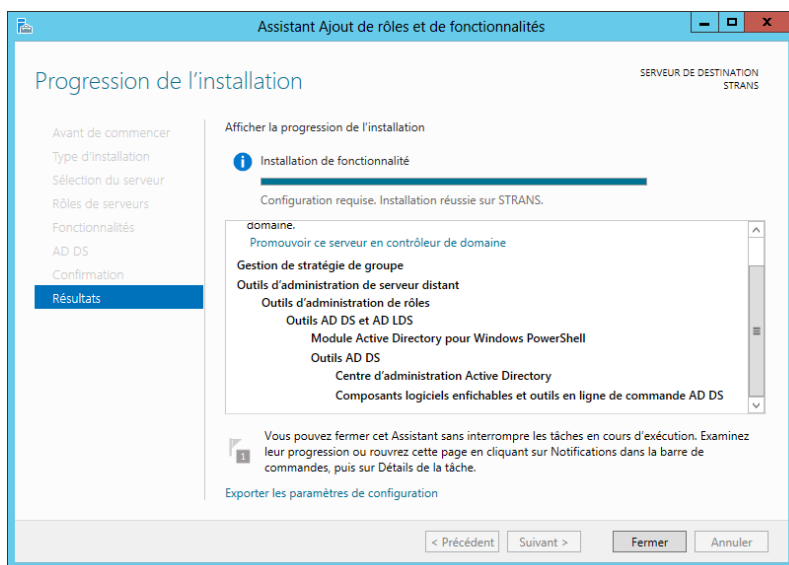 Assistant Ajout de rôles et de fonctionnalités
Progression de l'installation
SERVEUR DE DESTINATION
STRANS
Avant de commencer
Type d'installation
Sélection du serveur
Rôles de serveurs
Fonctionnalités
AD DS
Confirmation
Résultats
Afficher la progression de l'installation
Installation de fonctionnalité
Configuration requise. Installation réussie sur STRANS.
domaine.
Promouvoir ce serveur en contrôleur de domaine
Gestion de stratégie de groupe
Outils d'administration de serveur distant
Outils d'administration de rôles
Outils AD DS et AD LDS
Module Active Directory pour Windows PowerShell
Outils AD DS
Centre d'administration Active Directory
Composants logiciels enfichables et outils en ligne de commande AD DS
1
Vous pouvez fermer cet Assistant sans interrompre les tâches en cours d'exécution. Examinez
leur progression ou rouvrez cette page en cliquant sur Notifications dans la barre de
commandes, puis sur Détails de la tâche.
Exporter les paramètres de configuration
< Précédent
Suivant >
Fermer
Annuler